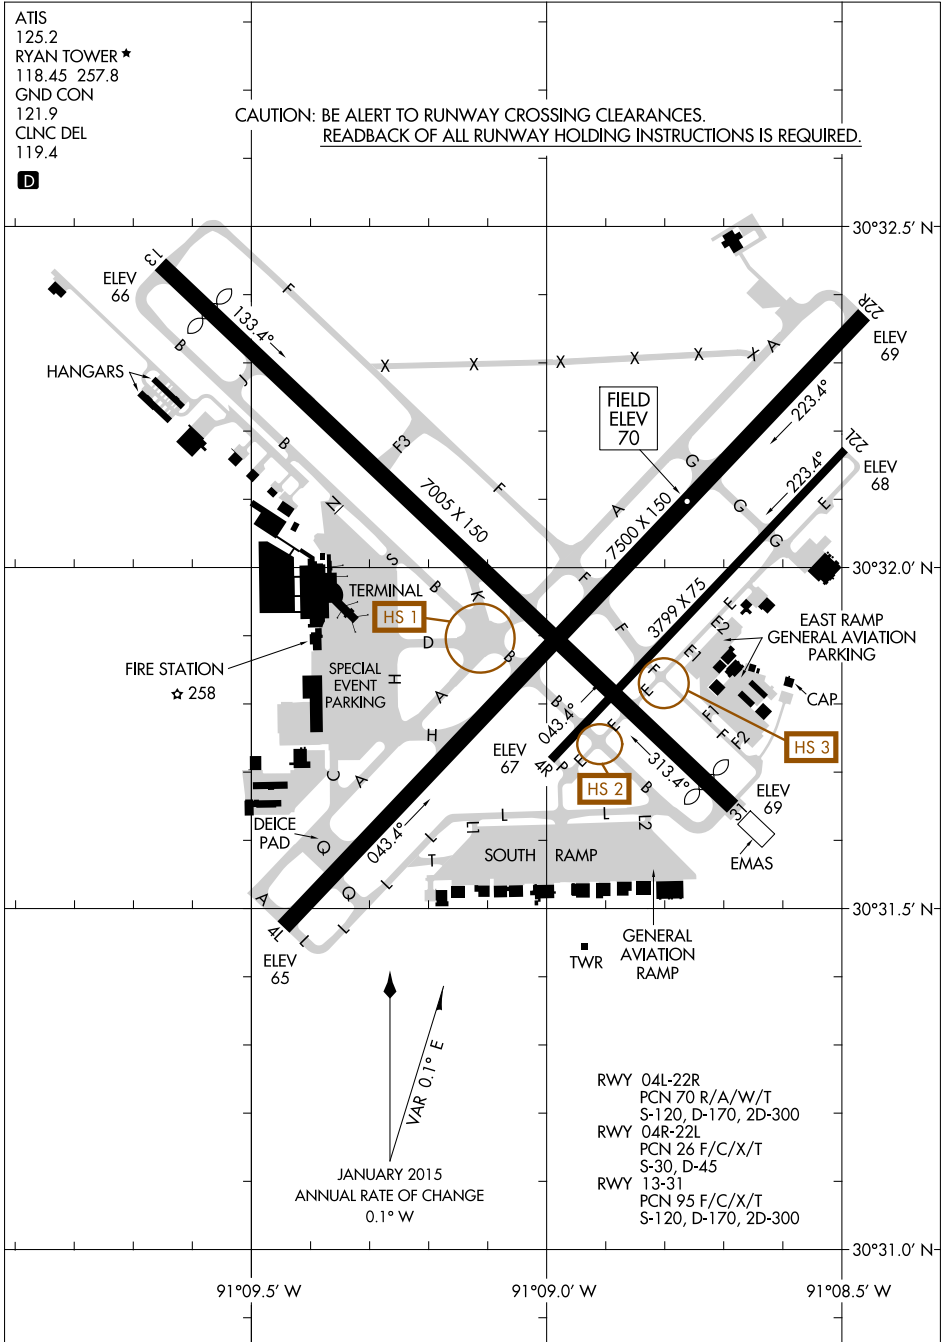 ATIS
125.2
RYAN TOWER ★
118.45 257.8
GND CON
121.9
CLNC DEL
119.4
D
CAUTION: BE ALERT TO RUNWAY CROSSING CLEARANCES.
READBACK OF ALL RUNWAY HOLDING INSTRUCTIONS IS REQUIRED.
30°32.5' N
13
ELEV
66
F
133.4°
B
J
HANGARS
X X X X X X
A
22R
ELEV
69
FIELD
ELEV
70
223.4°
22L
ELEV
68
223.4°
B
F3
F
7005 X 150
G
G
G
E
A
7500 X 150
N
S
B
K
F
30°32.0' N
TERMINAL
HS 1
D
B
3799 X 75
F
E
E2
E1
EAST RAMP
GENERAL AVIATION
PARKING
FIRE STATION
☆ 258
SPECIAL
EVENT
PARKING
H
A
H
B
F
E
F1
F
F2
CAP
HS 3
ELEV
67
043.4°
4R
P
E
E
HS 2
313.4°
B
31
ELEV
69
EMAS
C
A
DEICE
PAD
Q
043.4°
L
L1
L
L
L2
T
SOUTH RAMP
Q
L
A
4L
L
L
30°31.5' N
ELEV
65
TWR
GENERAL
AVIATION
RAMP
VAR 0.1° E
JANUARY 2015
ANNUAL RATE OF CHANGE
0.1° W
RWY 04L-22R
PCN 70 R/A/W/T
S-120, D-170, 2D-300
RWY 04R-22L
PCN 26 F/C/X/T
S-30, D-45
RWY 13-31
PCN 95 F/C/X/T
S-120, D-170, 2D-300
30°31.0' N
91°09.5' W
91°09.0' W
91°08.5' W